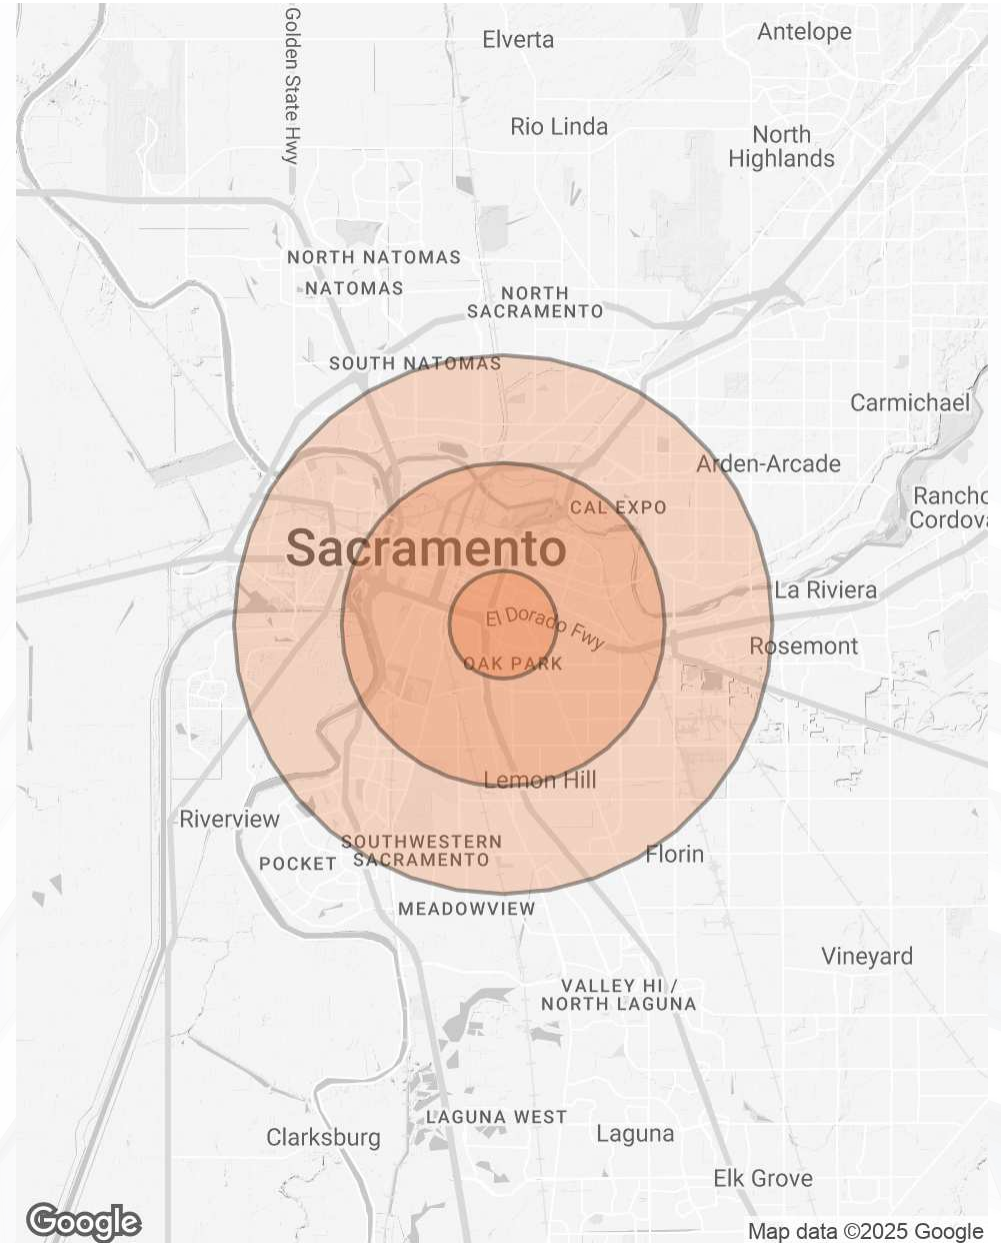 Golden State Hwy
Elverta
Antelope
Rio Linda
North
Highlands
NORTH NATOMAS
NATOMAS
NORTH
SACRAMENTO
SOUTH NATOMAS
Carmichael
Arden-Arcade
Rancho
Cordova
CAL EXPO
Sacramento
La Riviera
El Dorado Fwy
Rosemont
OAK PARK
Lemon Hill
Riverview
SOUTHWESTERN
SACRAMENTO
POCKET
Florin
MEADOWVIEW
Vineyard
VALLEY HI /
NORTH LAGUNA
LAGUNA WEST
Laguna
Clarksburg
Elk Grove
Google
Map data ©2025 Google